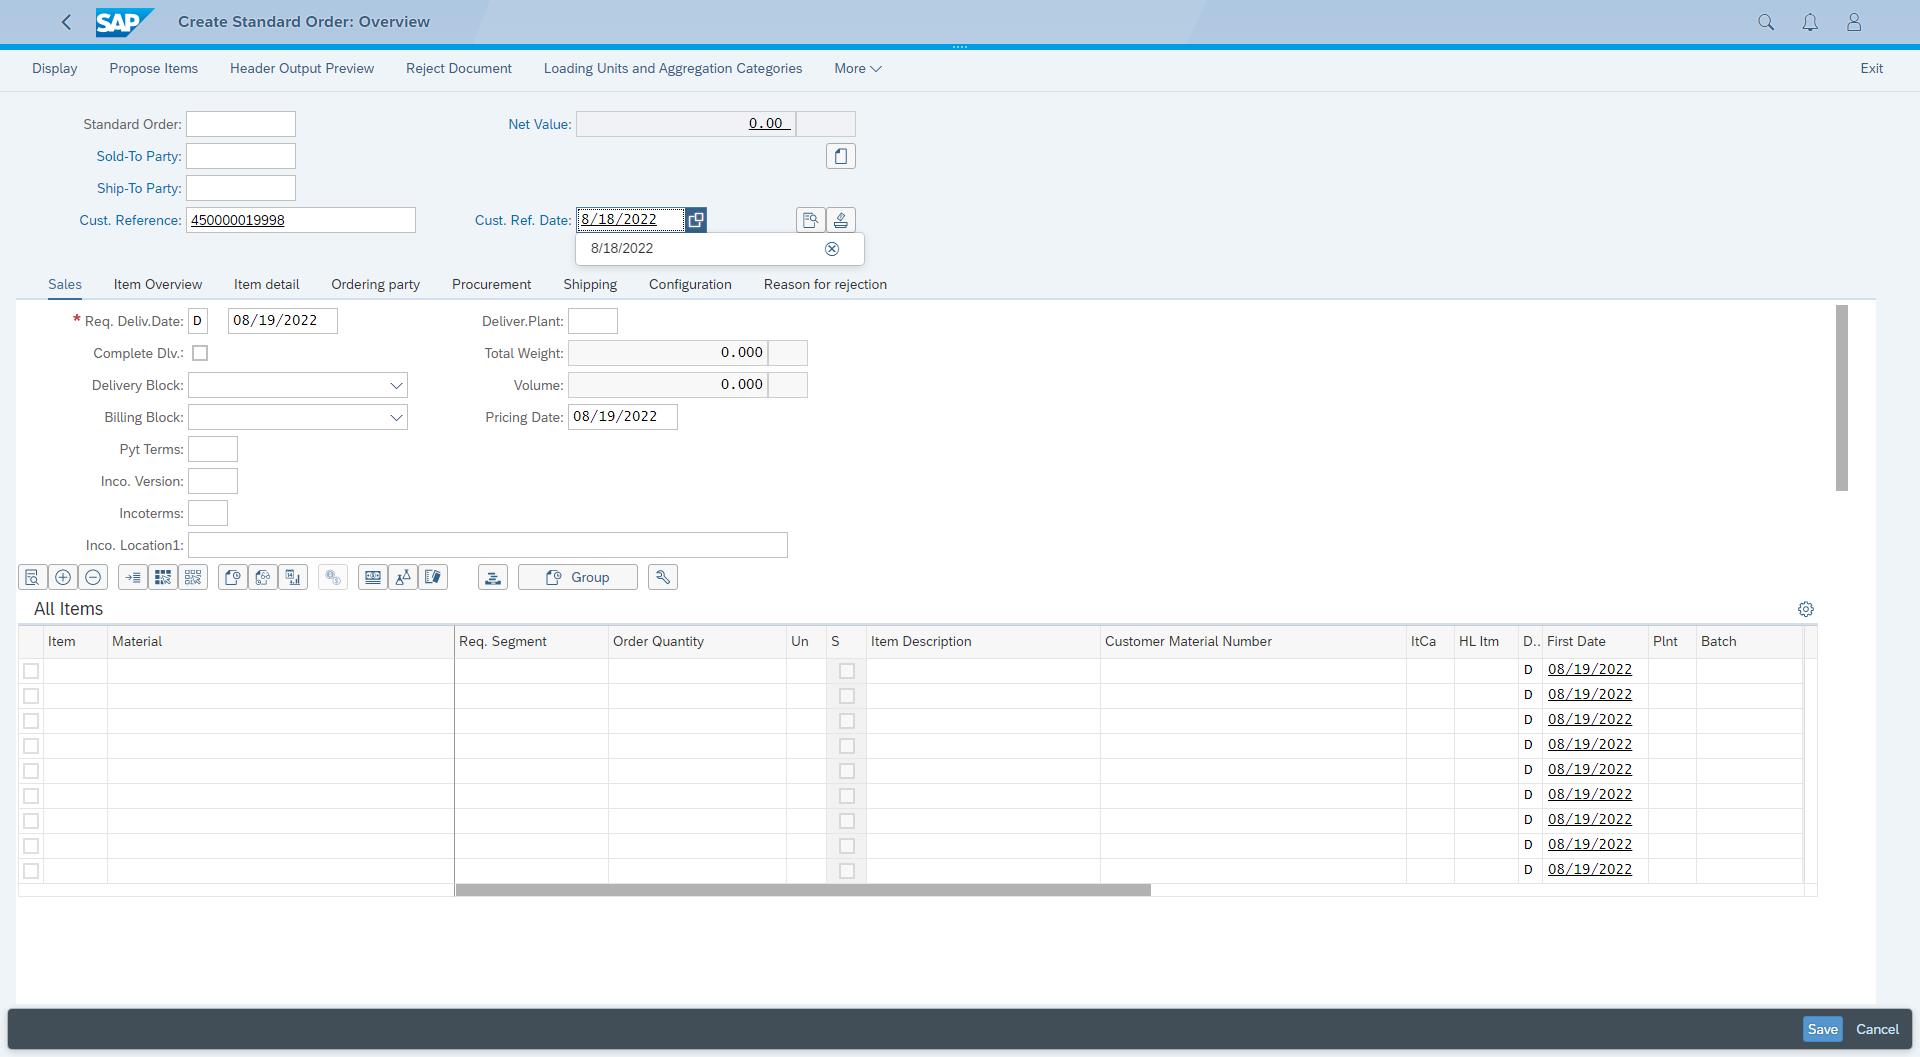 SAP Create Standard Order: Overview
Display Propose Items Header Output Preview Reject Document Loading Units and Aggregation Categories More Exit
Standard Order: Net Value: 0.00
Sold-To Party:
Ship-To Party:
Cust. Reference: 450000019998 Cust. Ref. Date: 8/18/2022
8/18/2022
Sales Item Overview Item detail Ordering party Procurement Shipping Configuration Reason for rejection
* Req. Deliv.Date: D 08/19/2022 Deliver.Plant:
Complete Dlv.: Total Weight: 0.000
Delivery Block: Volume: 0.000
Billing Block: Pricing Date: 08/19/2022
Pyt Terms:
Inco. Version:
Incoterms:
Inco. Location1:
Group
All Items
Item Material Req. Segment Order Quantity Un S Item Description Customer Material Number ItCa HL Itm D.. First Date Plnt Batch
D 08/19/2022
D 08/19/2022
D 08/19/2022
D 08/19/2022
D 08/19/2022
D 08/19/2022
D 08/19/2022
D 08/19/2022
D 08/19/2022
Save Cancel